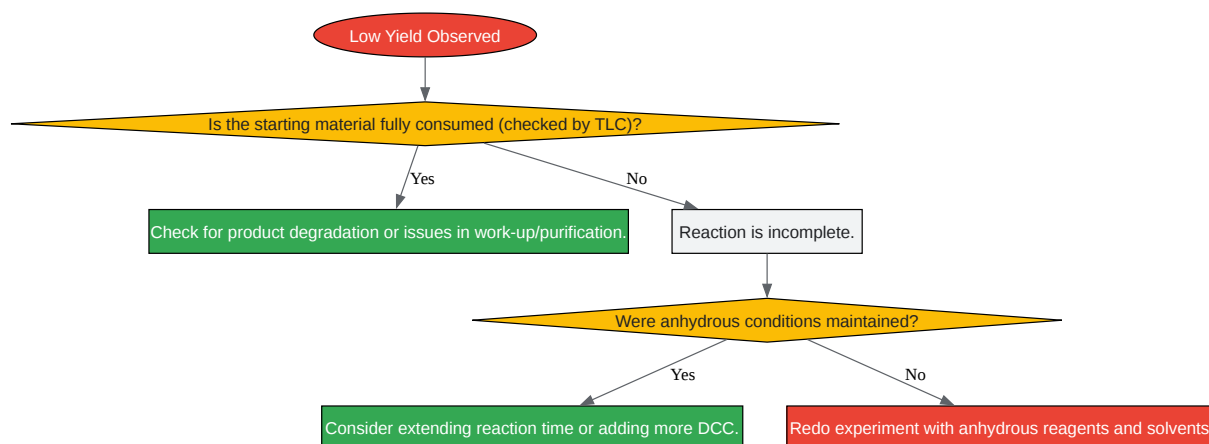 Low Yield Observed
Is the starting material fully consumed (checked by TLC)?
Yes
No
Check for product degradation or issues in work-up/purification.
Reaction is incomplete.
Were anhydrous conditions maintained?
Yes
No
Consider extending reaction time or adding more DCC.
Redo experiment with anhydrous reagents and solvents